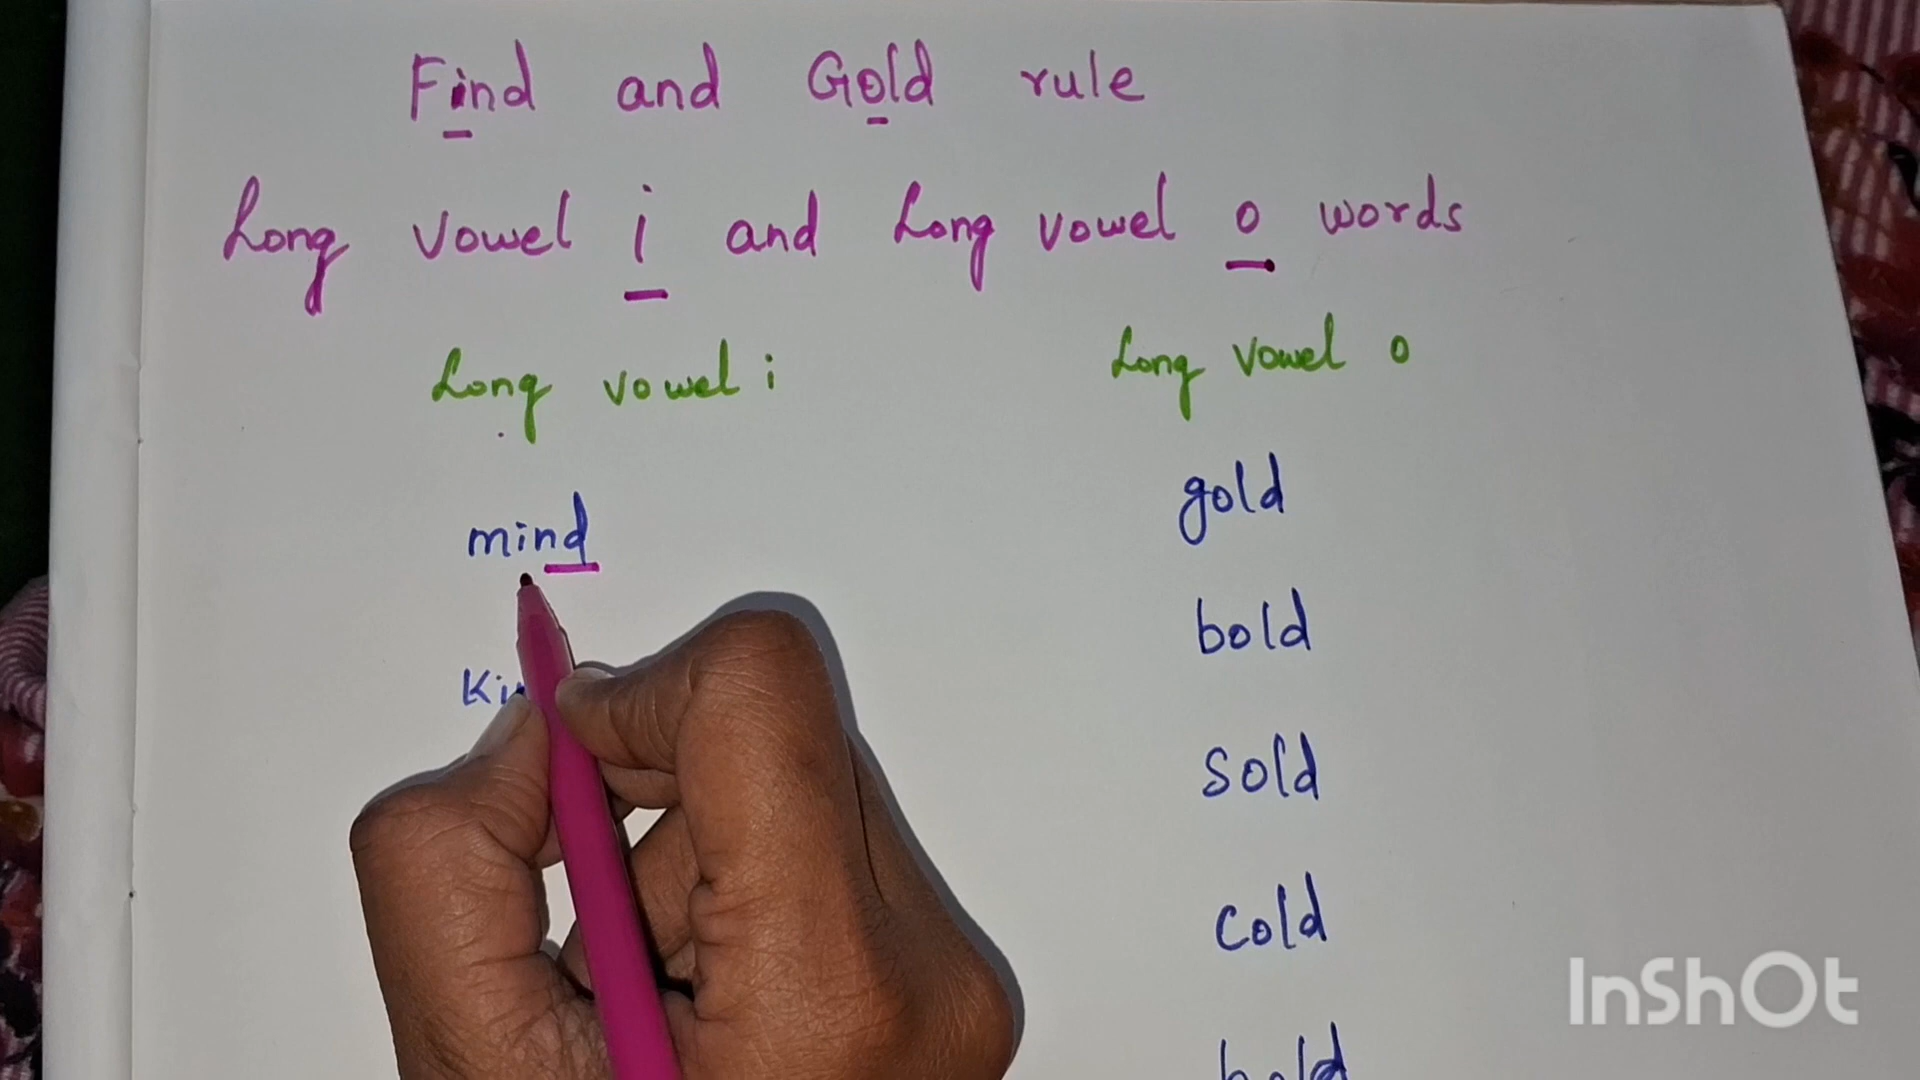 Find and Gold rule
Long vowel i and Long vowel o words
Long vowel i
Long vowel o
mind
gold
bold
sold
cold
InShOt